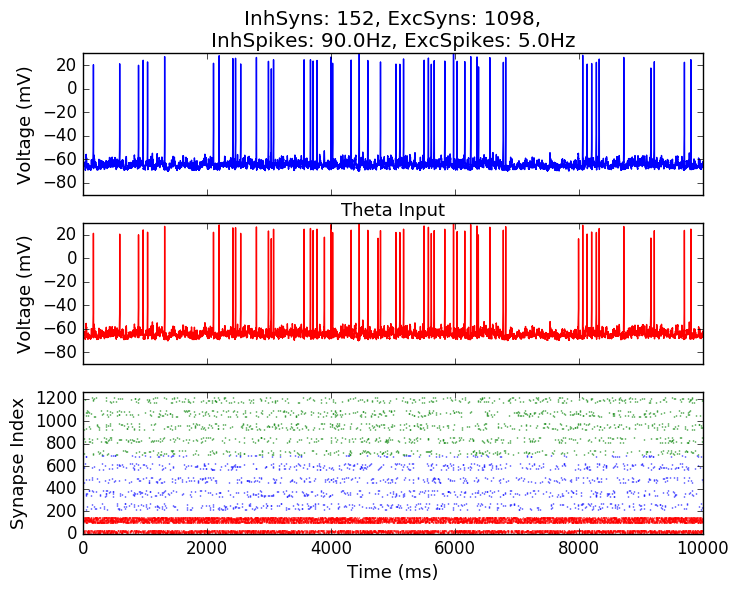 InhSyns: 152, ExcSyns: 1098,
InhSpikes: 90.0Hz, ExcSpikes: 5.0Hz
Voltage (mV)
20
0
−20
−40
−60
−80
Theta Input
Voltage (mV)
20
0
−20
−40
−60
−80
Synapse Index
1200
1000
800
600
400
200
0
0 2000 4000 6000 8000 10000
Time (ms)